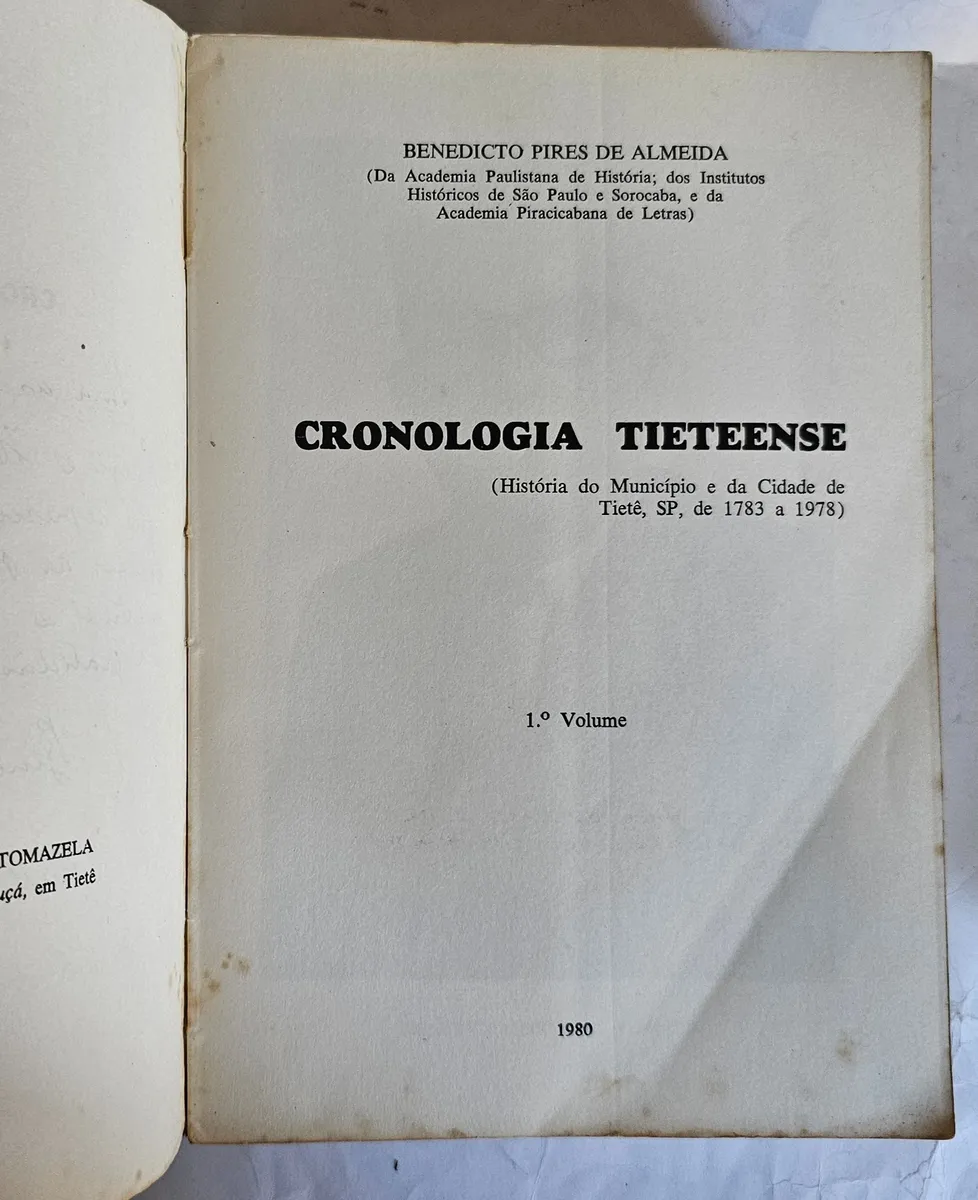 TOMAZELA
em Tietê
BENEDICTO PIRES DE ALMEIDA
(Da Academia Paulistana de História; dos Institutos
Históricos de São Paulo e Sorocaba, e da
Academia Piracicabana de Letras)
CRONOLOGIA TIETEENSE
(História do Município e da Cidade de
Tietê, SP, de 1783 a 1978)
1.º Volume
1980